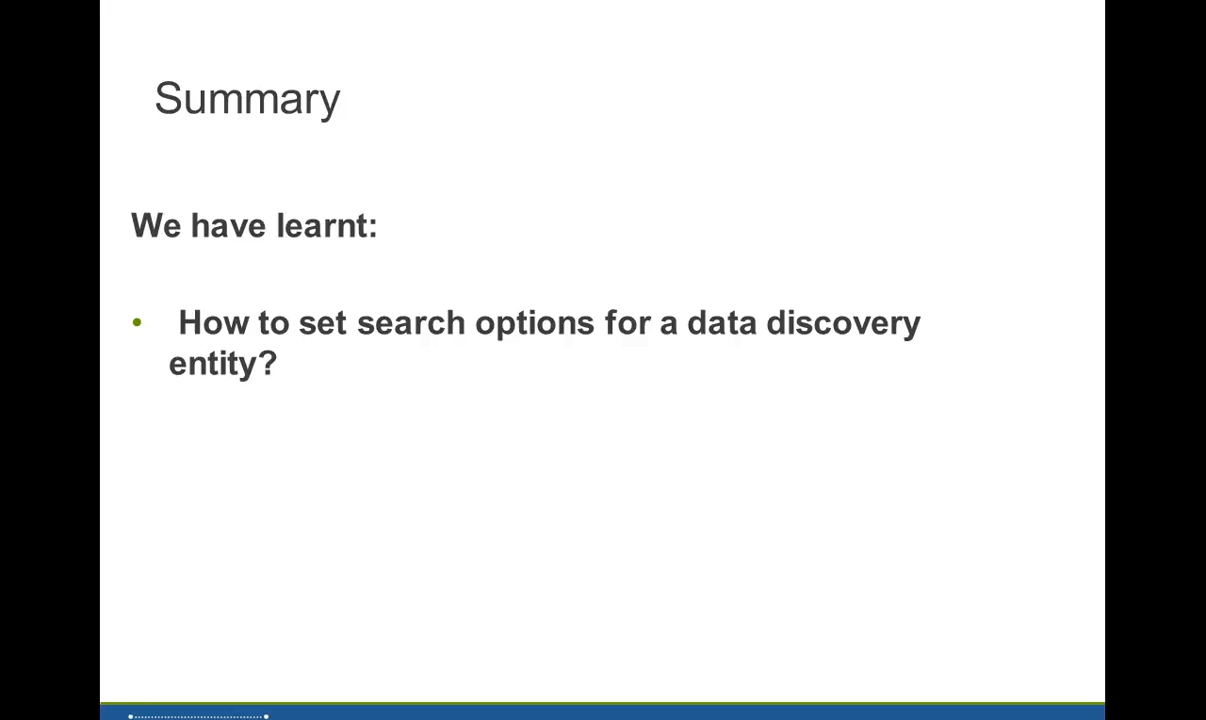 Summary
We have learnt:
• How to set search options for a data discovery
entity?